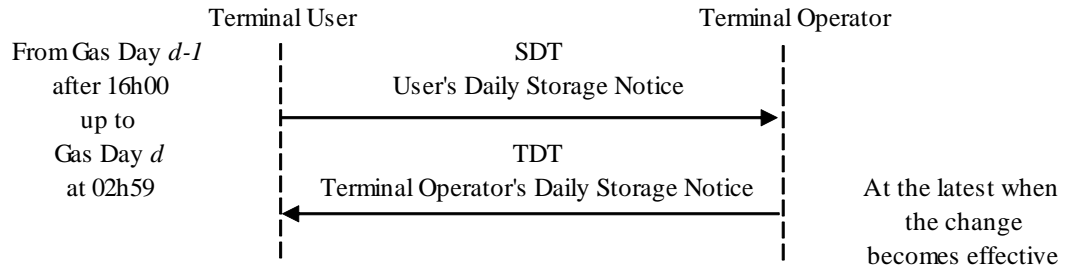 Terminal User
Terminal Operator
From Gas Day d-1
after 16h00
up to
Gas Day d
at 02h59
SDT
User's Daily Storage Notice
TDT
Terminal Operator's Daily Storage Notice
At the latest when
the change
becomes effective